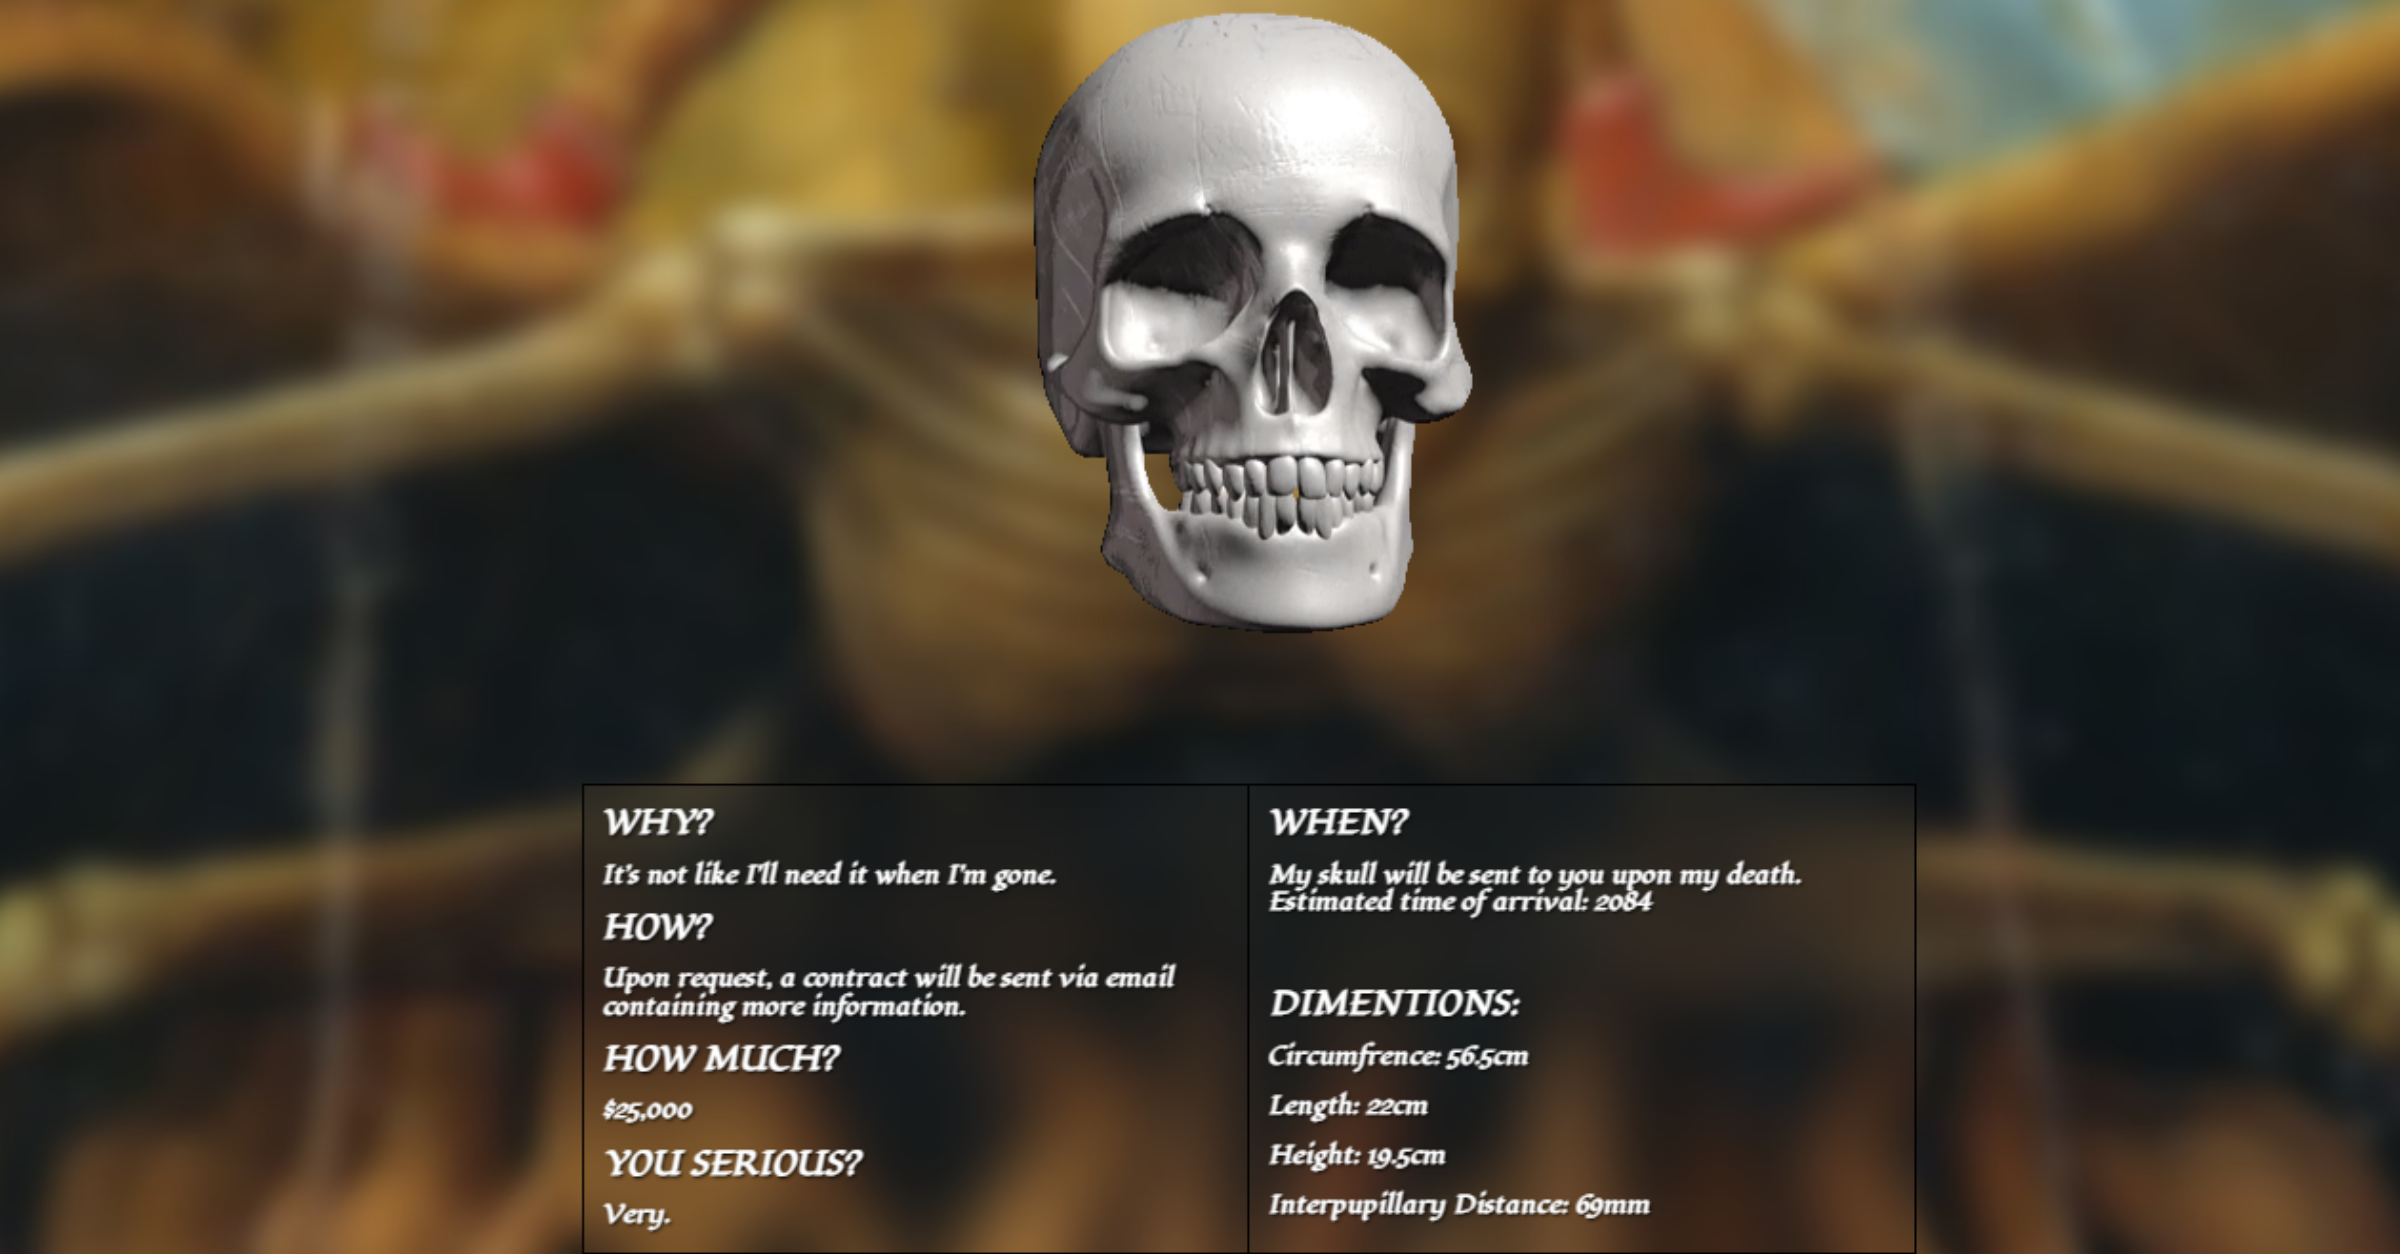 WHY?
It's not like I'll need it when I'm gone.
HOW?
Upon request, a contract will be sent via email
containing more information.
HOW MUCH?
$25,000
YOU SERIOUS?
Very.
WHEN?
My skull will be sent to you upon my death.
Estimated time of arrival: 2084
DIMENTIONS:
Circumfrence: 56.5cm
Length: 22cm
Height: 19.5cm
Interpupillary Distance: 69mm